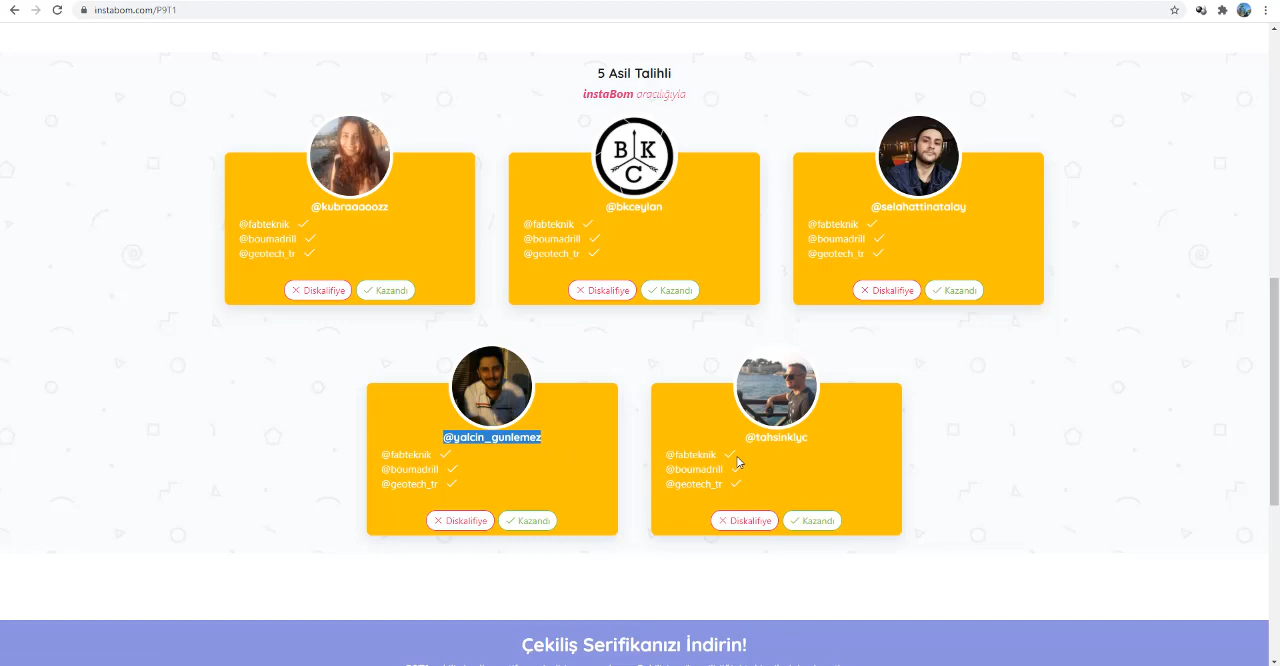 instabom.com/P9T1
5 Asil Talihli
instaBom aracılığıyla
B K
C
@kubraaaoozz
@fabteknik
@boumadrill
@geotech_tr
Diskalifiye Kazandı
@bkceylan
@fabteknik
@boumadrill
@geotech_tr
Diskalifiye Kazandı
@selahattinatalay
@fabteknik
@boumadrill
@geotech_tr
Diskalifiye Kazandı
@yalcin_gunlemez
@fabteknik
@boumadrill
@geotech_tr
Diskalifiye Kazandı
@tahsinklyc
@fabteknik
@boumadrill
@geotech_tr
Diskalifiye Kazandı
Çekiliş Serifikanızı İndirin!